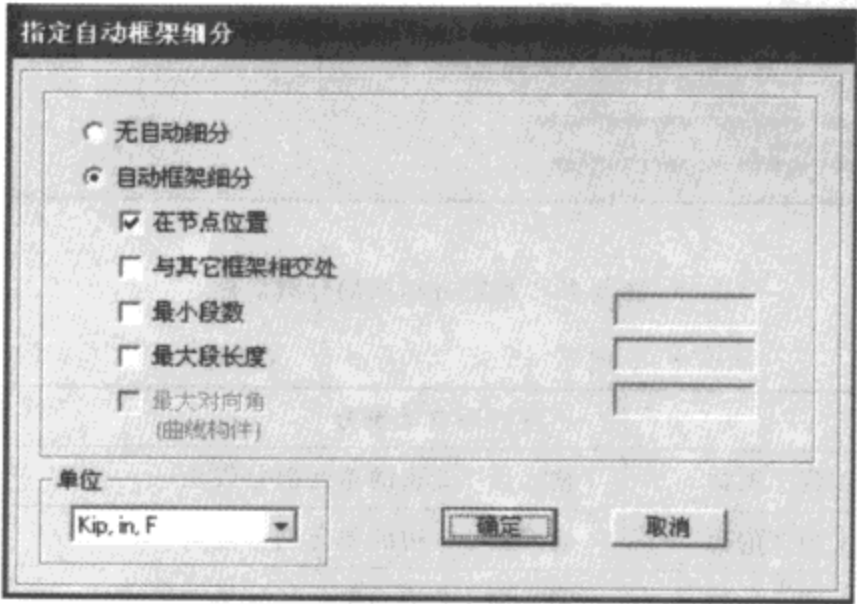 指定自动框架细分
无自动细分
自动框架细分
在节点位置
与其它框架相交处
最小段数
最大段长度
最大对向角
(曲线构件)
单位
Kip, in, F
确定
取消